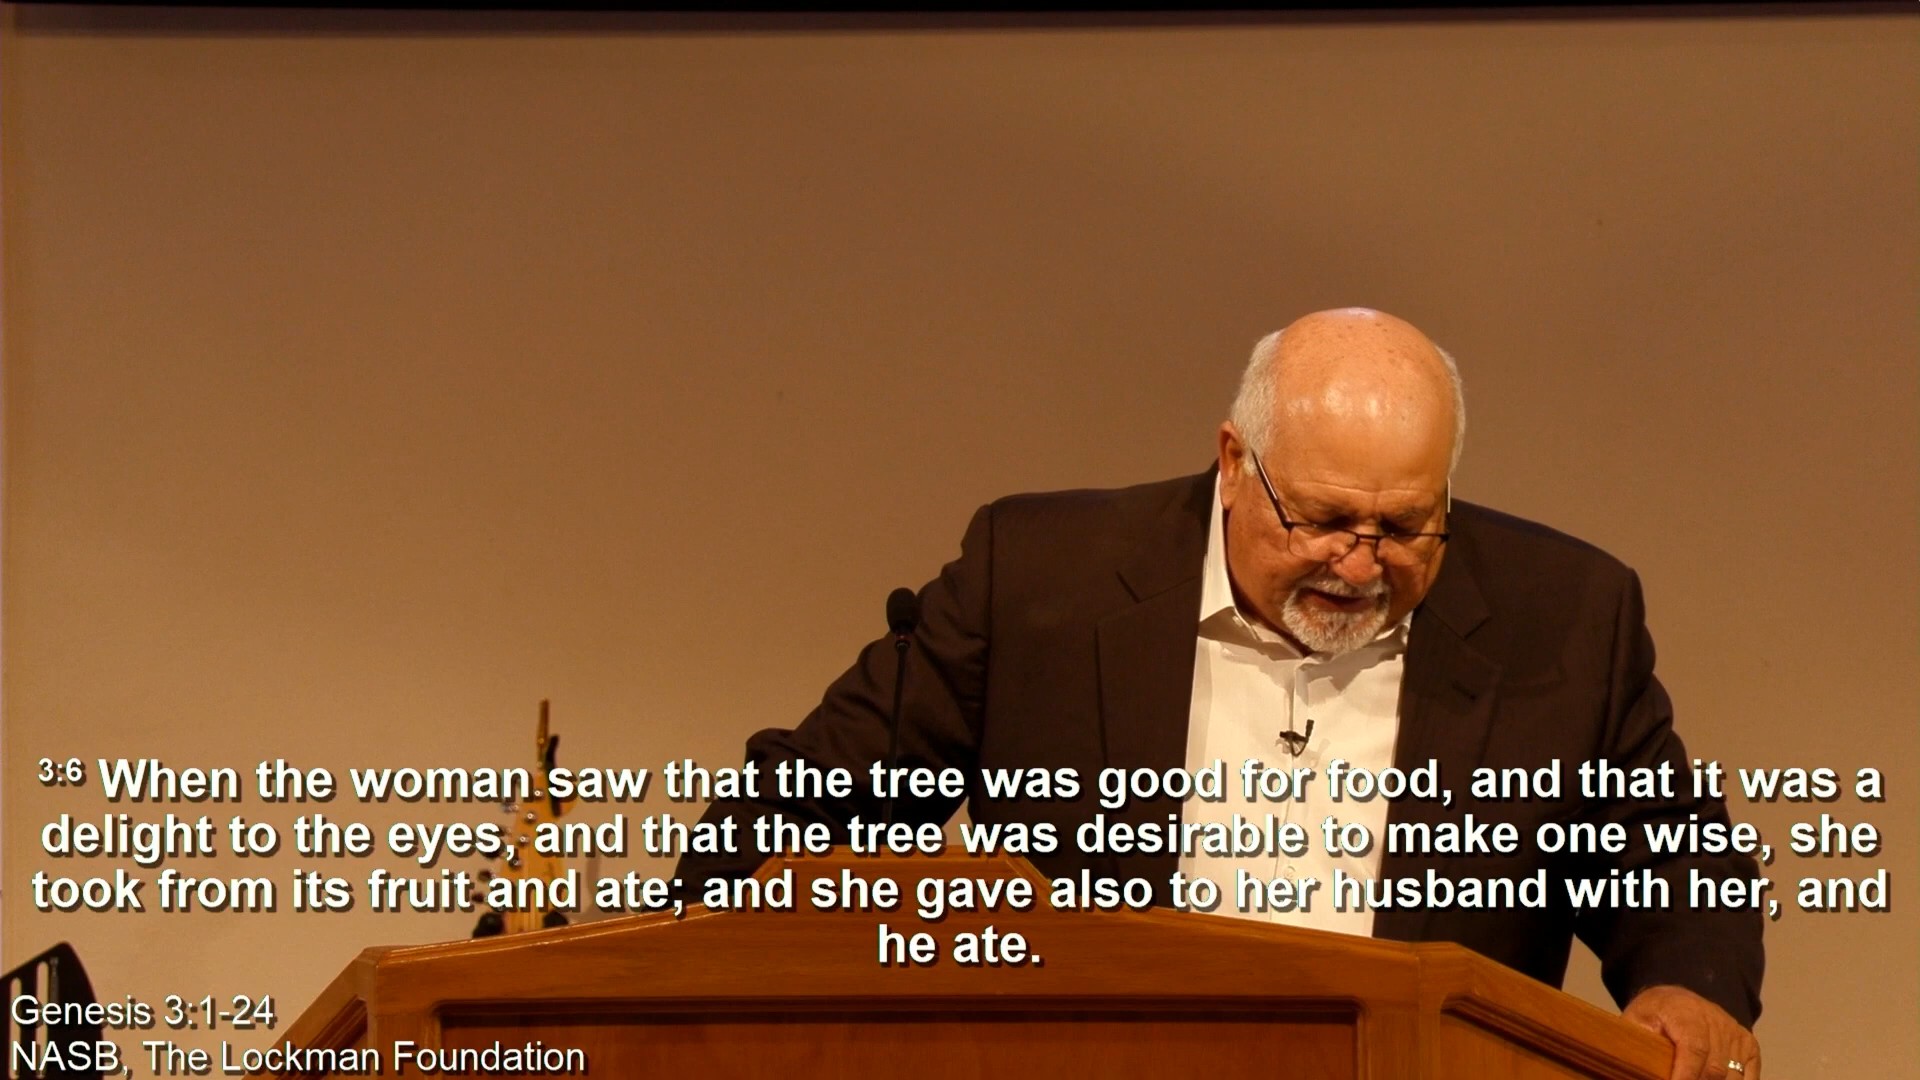 3:6 When the woman saw that the tree was good for food, and that it was a
delight to the eyes, and that the tree was desirable to make one wise, she
took from its fruit and ate; and she gave also to her husband with her, and
he ate.
Genesis 3:1-24
NASB, The Lockman Foundation